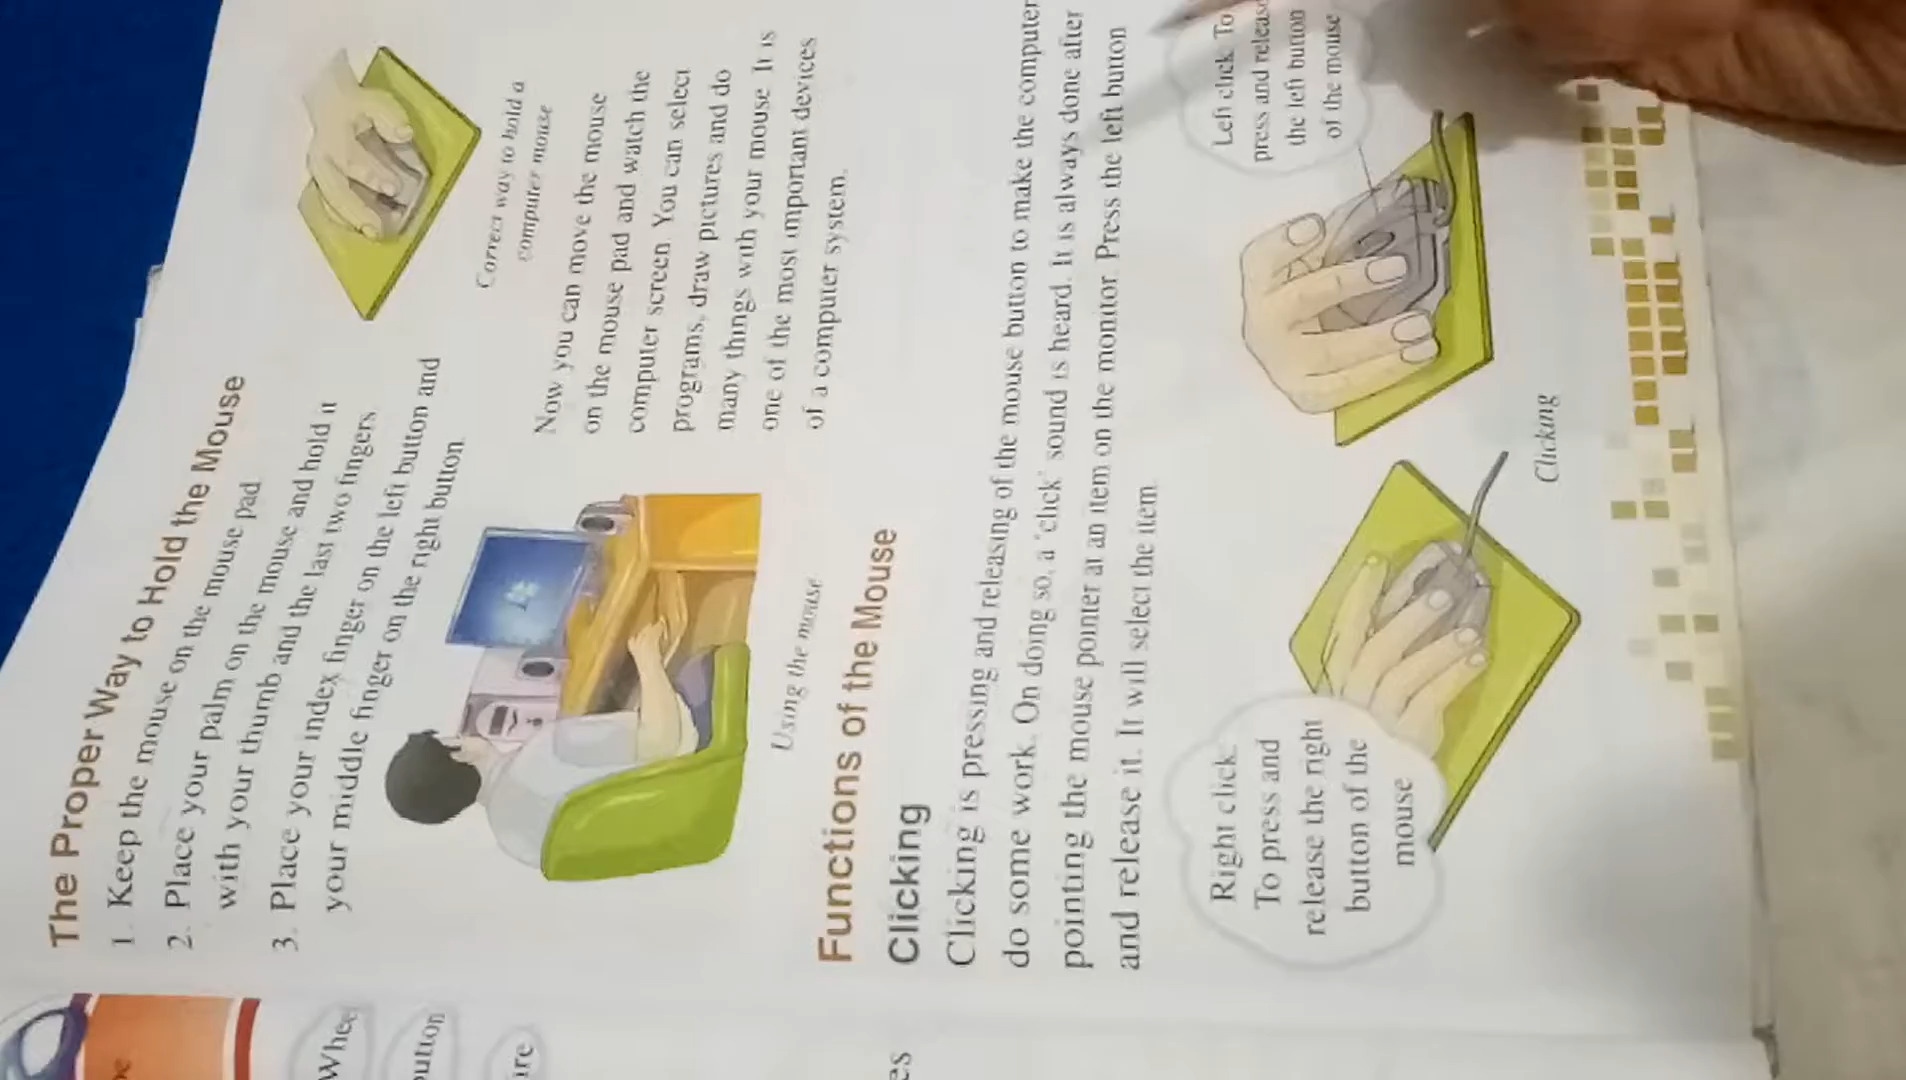 The Proper Way to Hold the Mouse
1. Keep the mouse on the mouse pad
2. Place your palm on the mouse and hold it
with your thumb and the last two fingers
3. Place your index finger on the left button and
your middle finger on the right button.
Correct way to hold a
computer mouse
Now you can move the mouse
on the mouse pad and watch the
computer screen. You can select
programs, draw pictures and do
many things with your mouse. It is
one of the most important devices
of a computer system.
Using the mouse
Functions of the Mouse
Clicking
Clicking is pressing and releasing of the mouse button to make the computer
do some work. On doing so, a 'click' sound is heard. It is always done after
pointing the mouse pointer at an item on the monitor. Press the left button
and release it. It will select the item.
Right click.
To press and
release the right
button of the
mouse
Left click. To
press and release
the left button
of the mouse
Clicking